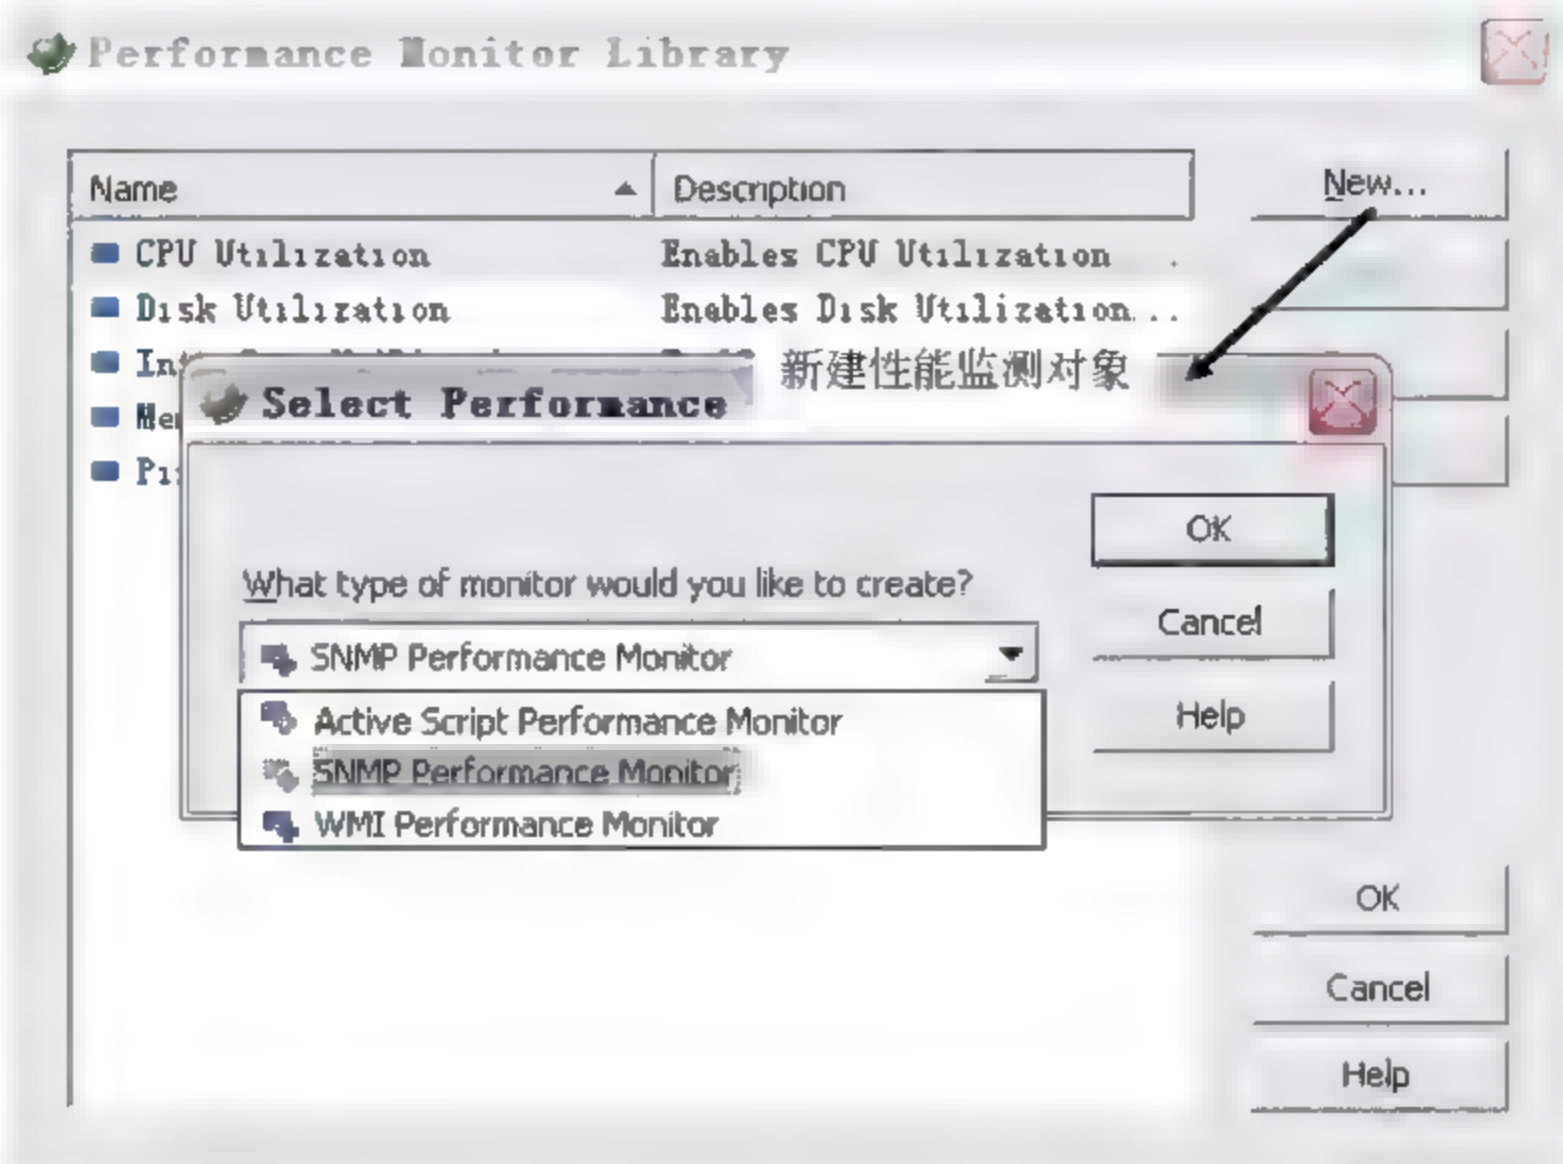 Performance Monitor Library
Name Description New...
CPU Utilization Enables CPU Utilization .
Disk Utilization Enables Disk Utilization...
新建性能监测对象
Select Performance
OK
What type of monitor would you like to create?
Cancel
SNMP Performance Monitor
Help
Active Script Performance Monitor
SNMP Performance Monitor
WMI Performance Monitor
OK
Cancel
Help